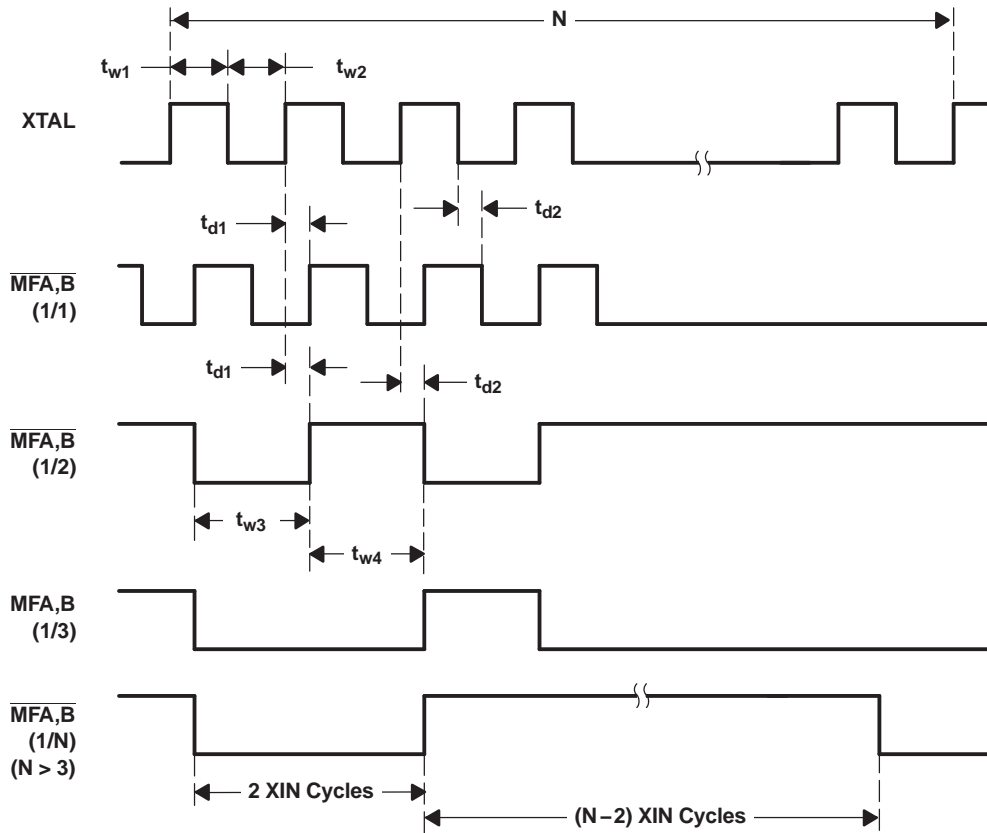 N
tw1
tw2
XTAL
td1
td2
MFA,B
(1/1)
td1
td2
MFA,B
(1/2)
tw3
tw4
MFA,B
(1/3)
MFA,B
(1/N)
(N > 3)
2 XIN Cycles
(N–2) XIN Cycles